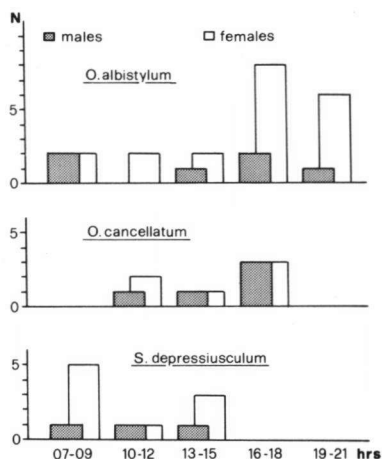 N
males females
O. albistylum
5
0
O. cancellatum
5
0
S. depressiusculum
5
0
07-09 10-12 13-15 16-18 19-21 hrs